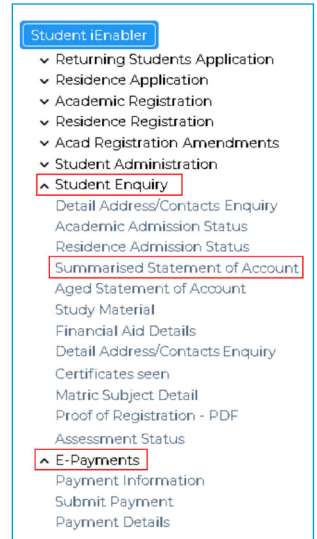 Student iEnabler
Returning Students Application
Residence Application
Academic Registration
Residence Registration
Acad Registration Amendments
Student Administration
Student Enquiry
Detail Address/Contacts Enquiry
Academic Admission Status
Residence Admission Status
Summarised Statement of Account
Aged Statement of Account
Study Material
Financial Aid Details
Detail Address/Contacts Enquiry
Certificates seen
Matric Subject Detail
Proof of Registration - PDF
Assessment Status
E-Payments
Payment Information
Submit Payment
Payment Details